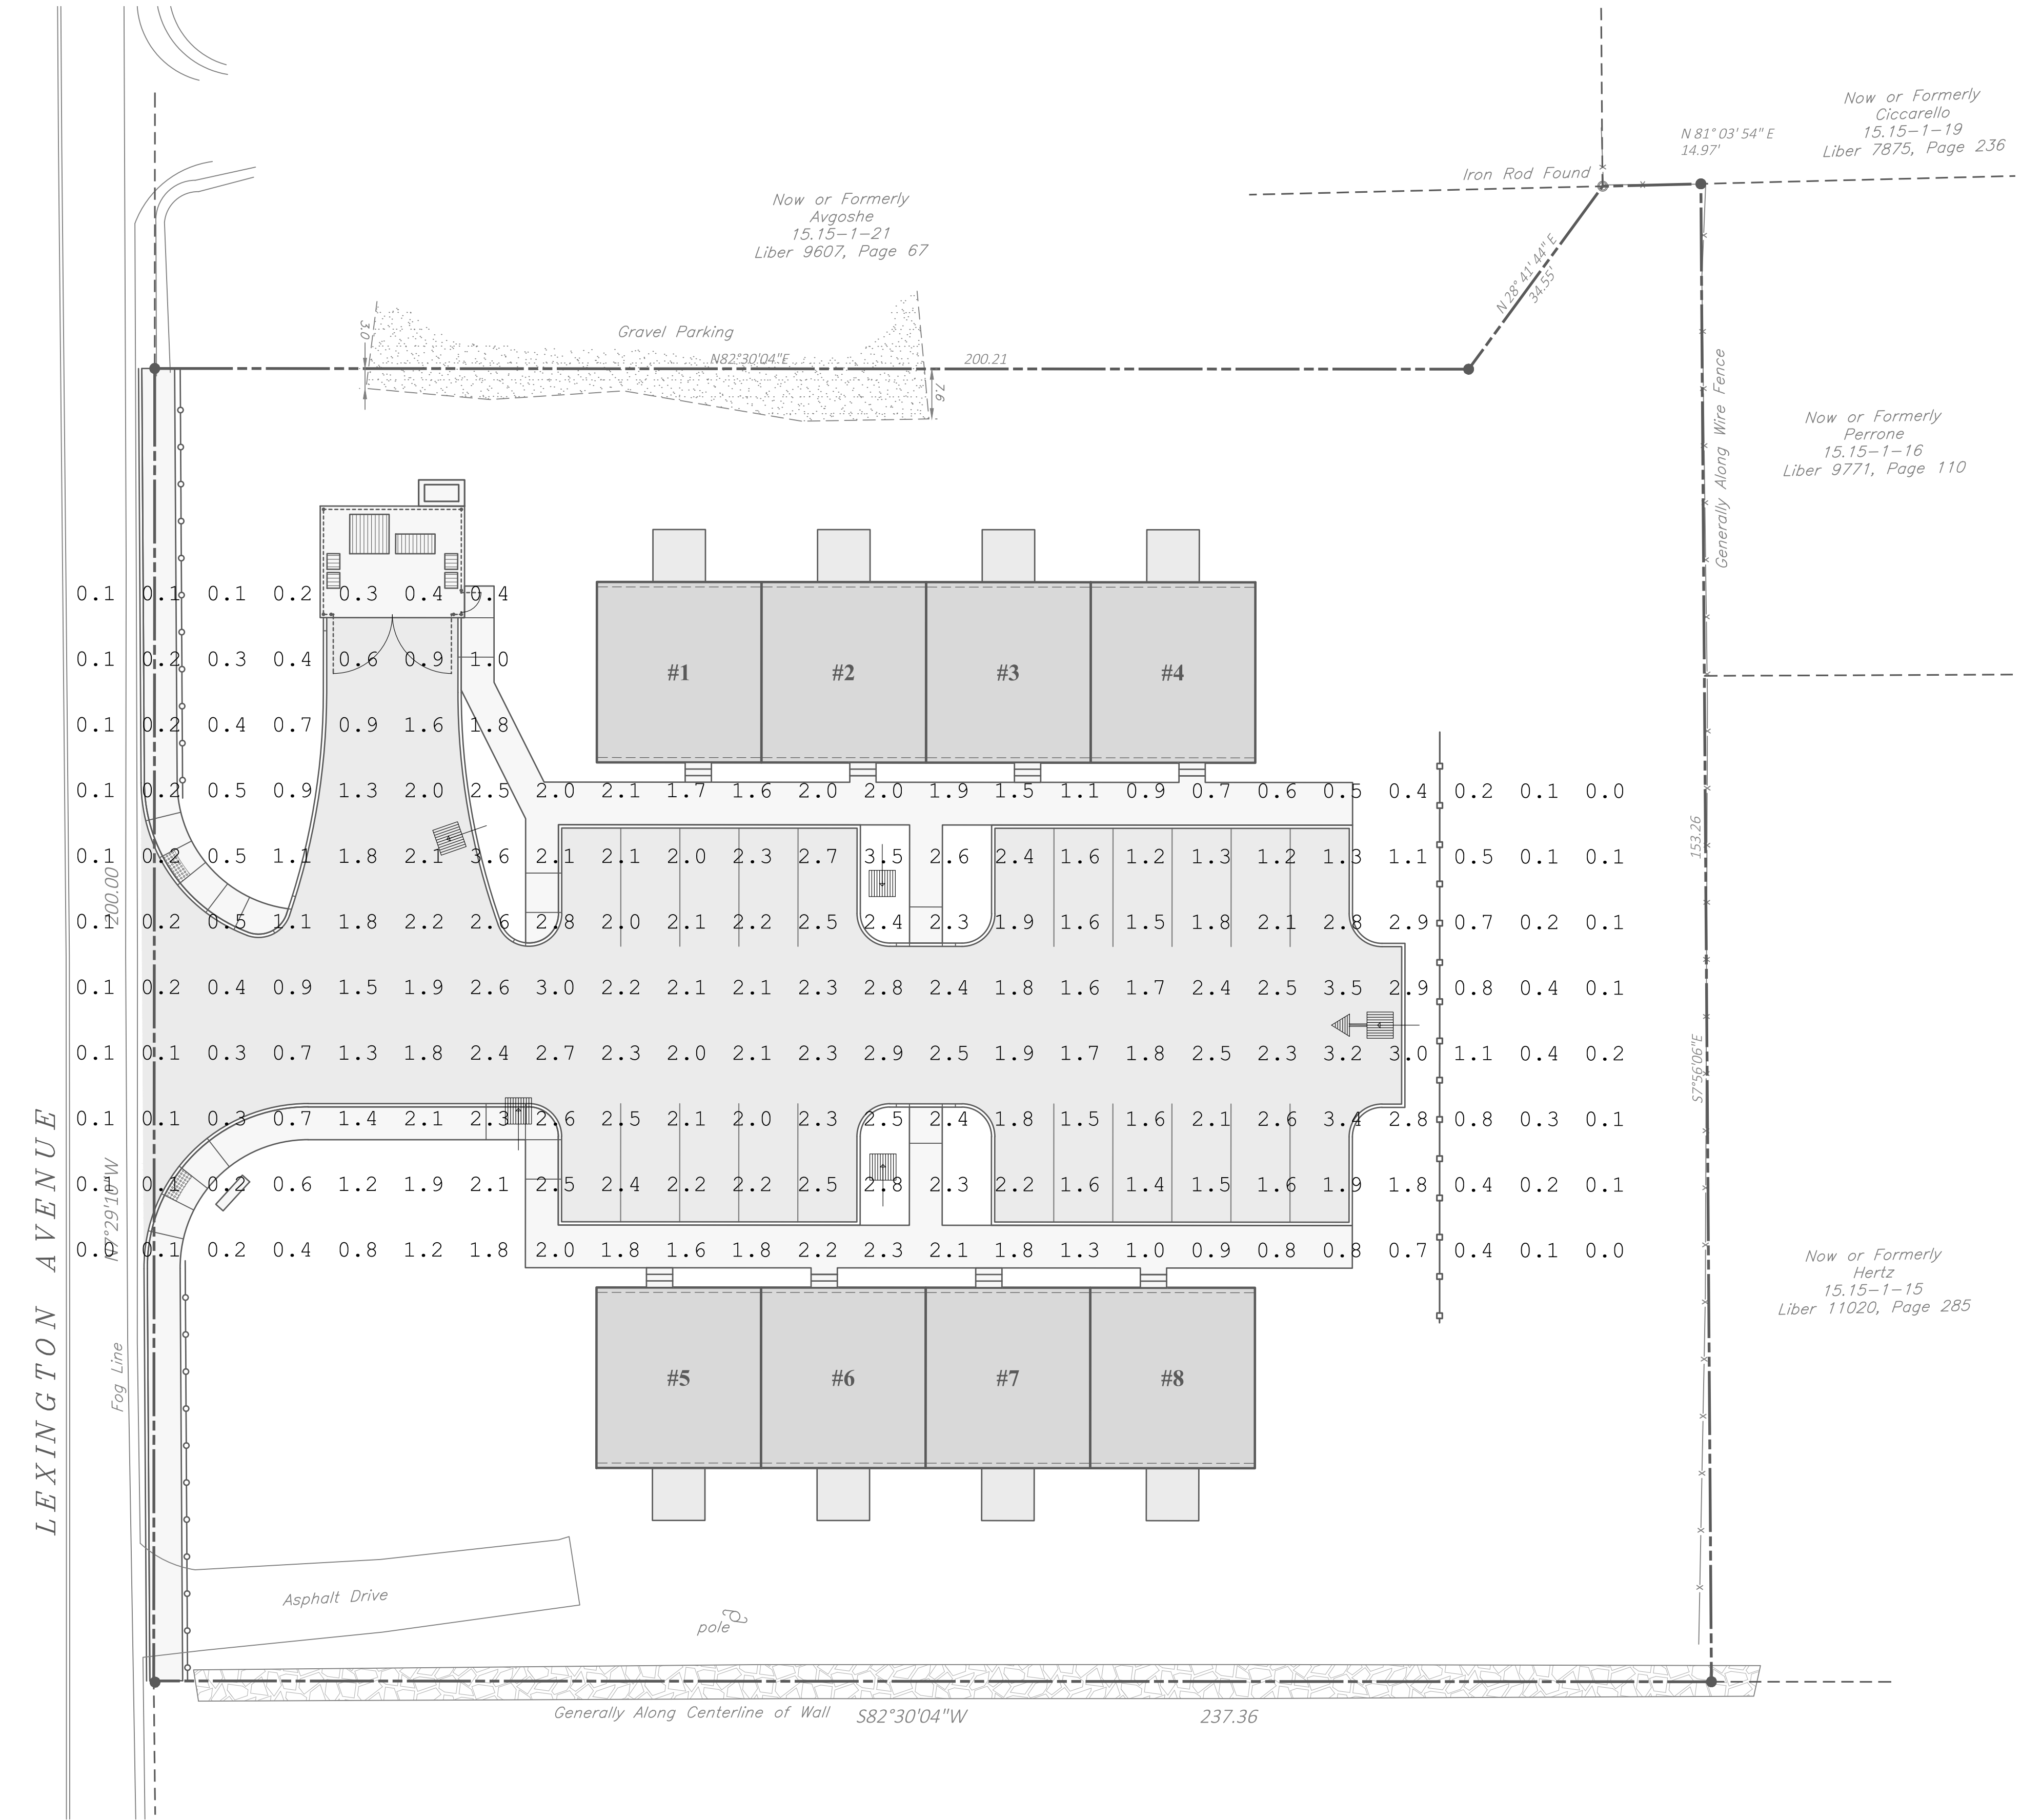 N 81° 03' 54" E
14.97'
Now or Formerly
Ciccarello
15.15-1-19
Liber 7875, Page 236
Iron Rod Found
Now or Formerly
Avgoshe
15.15-1-21
Liber 9607, Page 67
N 28° 41' 44" E
34.55'
Gravel Parking
3.0
N82°30'04"E
200.21
7.6
Generally Along Wire Fence
Now or Formerly
Perrone
15.15-1-16
Liber 9771, Page 110
#1 #2 #3 #4
0.1 0.1 0.1 0.2 0.3 0.4 0.4
0.1 0.2 0.3 0.4 0.6 0.9 1.0
0.1 0.2 0.4 0.7 0.9 1.6 1.8
0.1 0.2 0.5 0.9 1.3 2.0 2.5 2.0 2.1 1.7 1.6 2.0 2.0 1.9 1.5 1.1 0.9 0.7 0.6 0.5 0.4 0.2 0.1 0.0
0.1 0.2 0.5 1.1 1.8 2.1 3.6 2.1 2.1 2.0 2.3 2.7 3.5 2.6 2.4 1.6 1.2 1.3 1.2 1.3 1.1 0.5 0.1 0.1
0.1 0.2 0.5 1.1 1.8 2.2 2.6 2.8 2.0 2.1 2.2 2.5 2.4 2.3 1.9 1.6 1.5 1.8 2.1 2.8 2.9 0.7 0.2 0.1
0.1 0.2 0.4 0.9 1.5 1.9 2.6 3.0 2.2 2.1 2.1 2.3 2.8 2.4 1.8 1.6 1.7 2.4 2.5 3.5 2.9 0.8 0.4 0.1
0.1 0.1 0.3 0.7 1.3 1.8 2.4 2.7 2.3 2.0 2.1 2.3 2.9 2.5 1.9 1.7 1.8 2.5 2.3 3.2 3.0 1.1 0.4 0.2
0.1 0.1 0.3 0.7 1.4 2.1 2.3 2.6 2.5 2.1 2.0 2.3 2.5 2.4 1.8 1.5 1.6 2.1 2.6 3.4 2.8 0.8 0.3 0.1
0.1 0.1 0.2 0.6 1.2 1.9 2.1 2.5 2.4 2.2 2.2 2.5 2.8 2.3 2.2 1.6 1.4 1.5 1.6 1.9 1.8 0.4 0.2 0.1
0.0 0.1 0.2 0.4 0.8 1.2 1.8 2.0 1.8 1.6 1.8 2.2 2.3 2.1 1.8 1.3 1.0 0.9 0.8 0.8 0.7 0.4 0.1 0.0
200.00'
N7°29'10"W
153.26
S7°56'06"E
LEXINGTON AVENUE
Fog Line
Now or Formerly
Hertz
15.15-1-15
Liber 11020, Page 285
#5 #6 #7 #8
Asphalt Drive
pole
Generally Along Centerline of Wall
S82°30'04"W
237.36